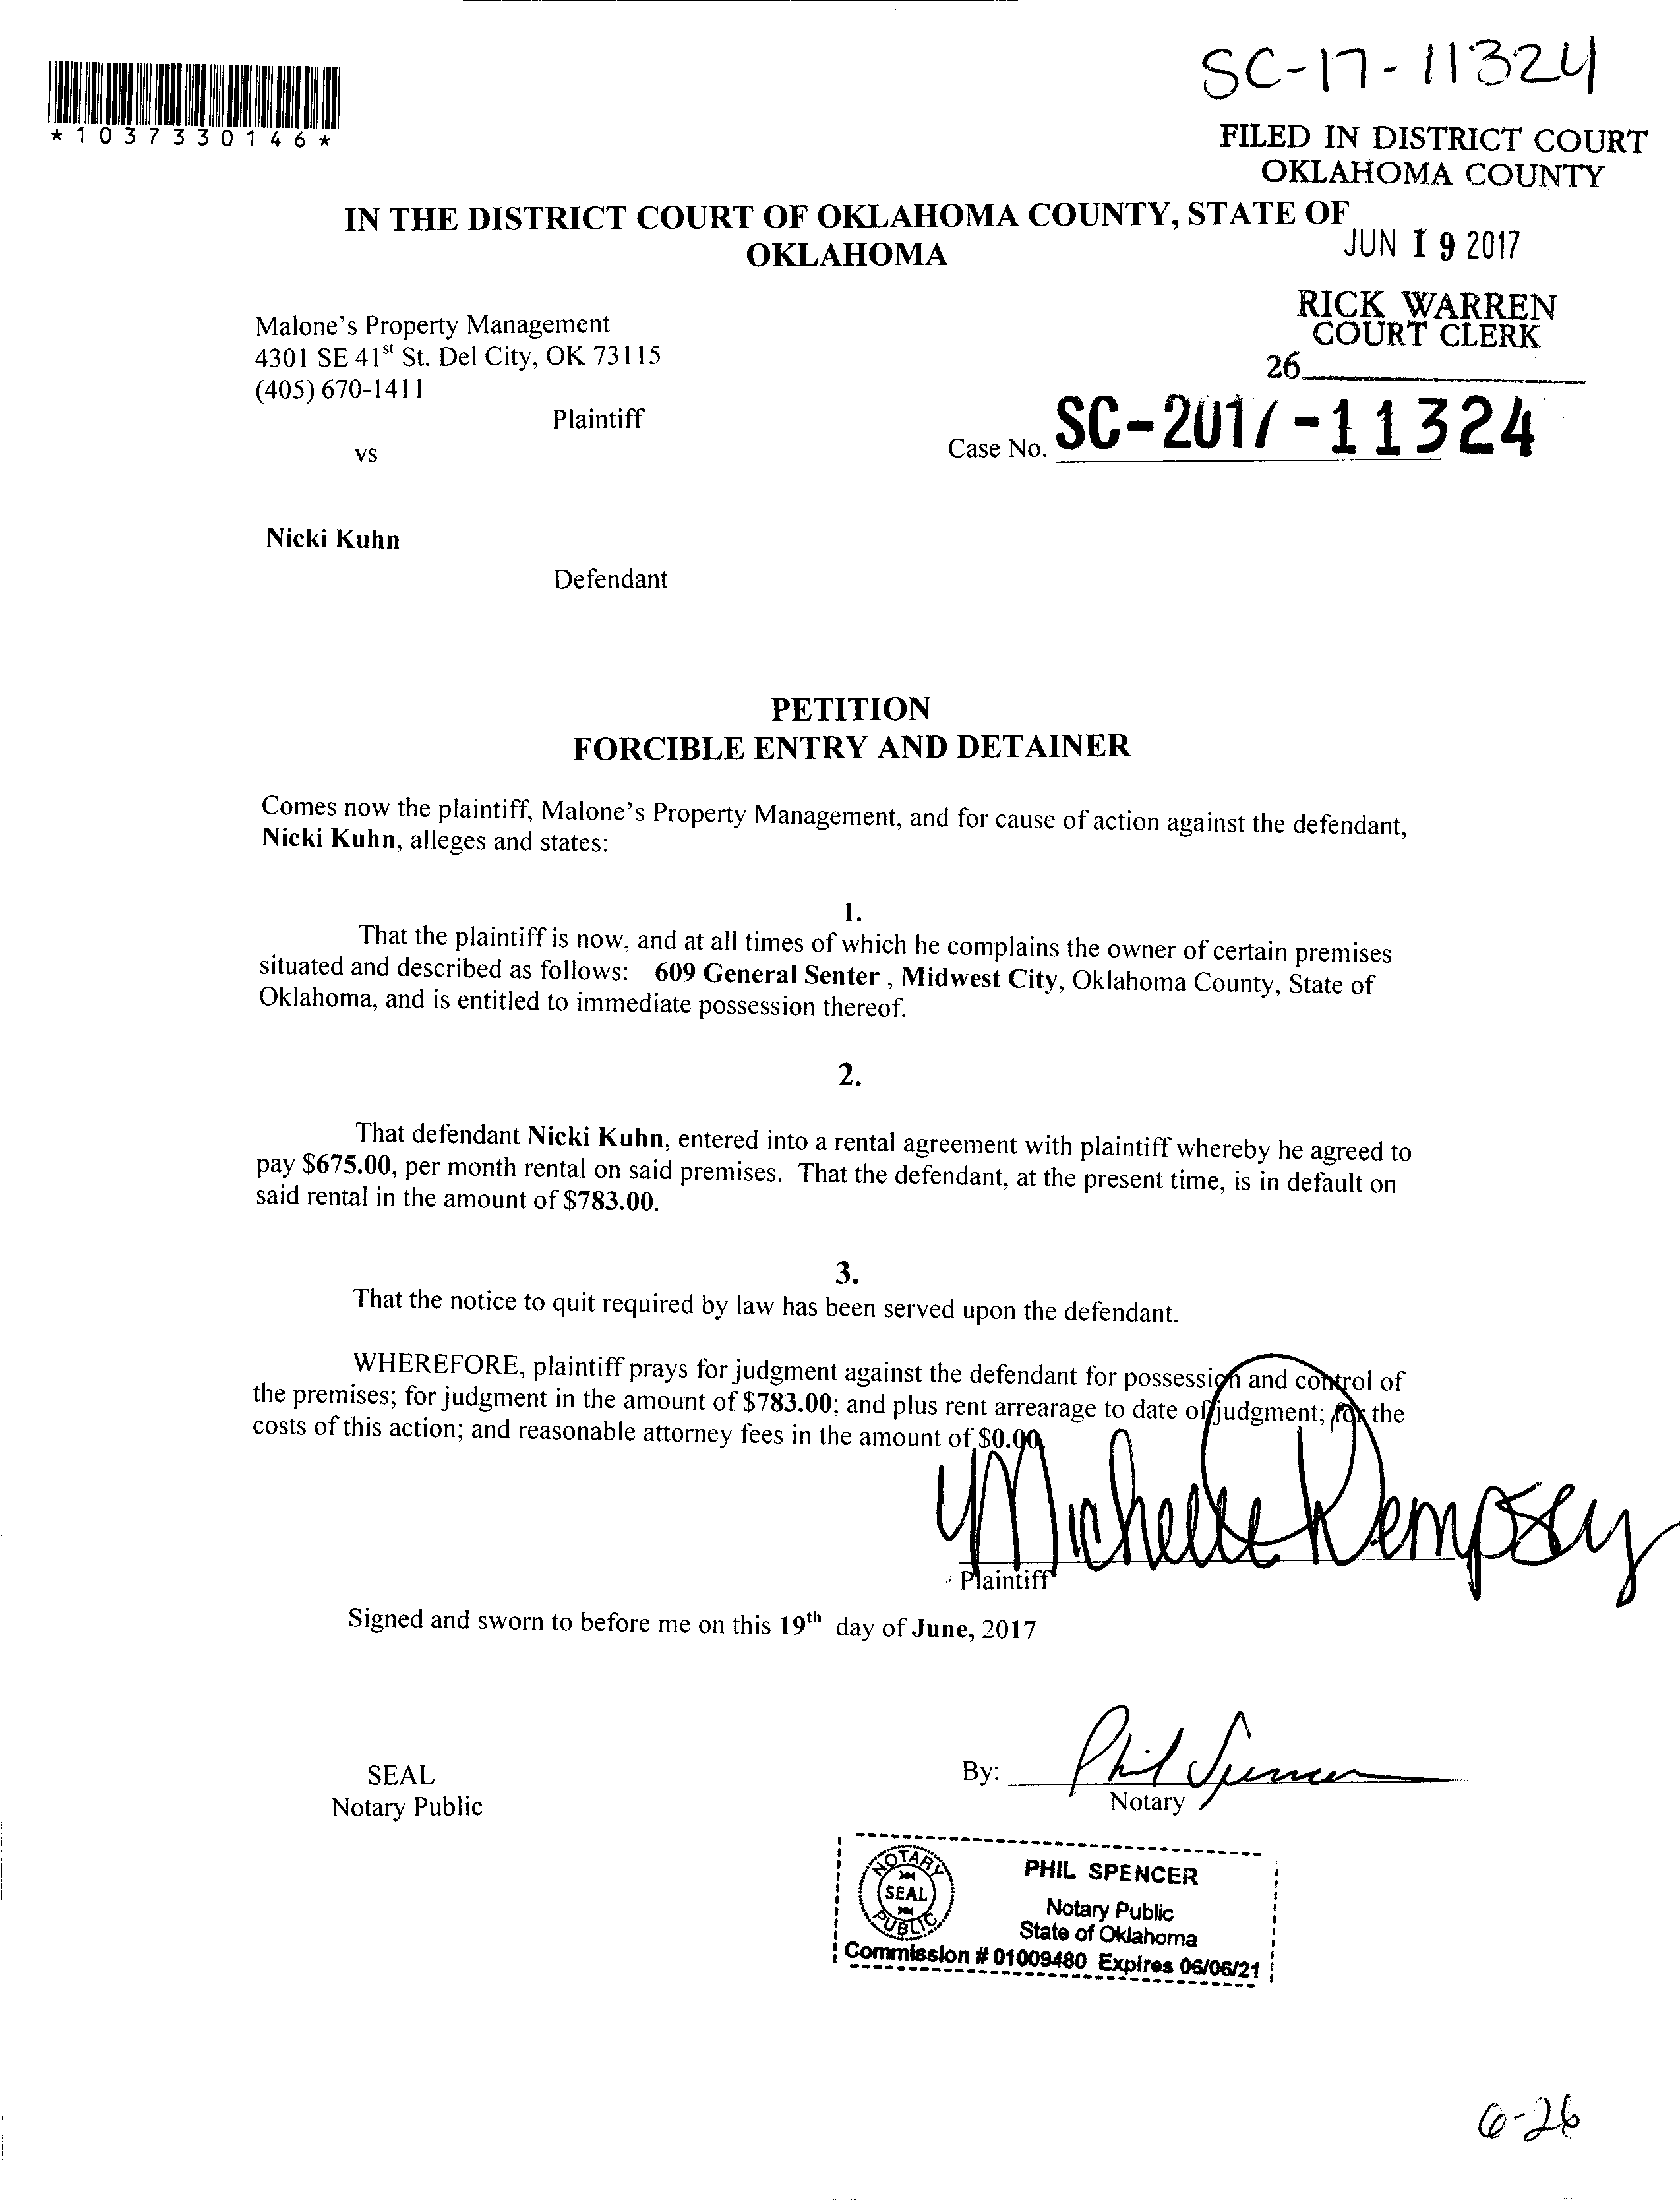 SC-17-11324
*1037330146*
FILED IN DISTRICT COURT
OKLAHOMA COUNTY
IN THE DISTRICT COURT OF OKLAHOMA COUNTY, STATE OF
OKLAHOMA
JUN 19 2017
RICK WARREN
COURT CLERK
26
Malone's Property Management
4301 SE 41st St. Del City, OK 73115
(405) 670-1411
Plaintiff
vs
Case No. SC-2017-11324
Nicki Kuhn
Defendant
PETITION
FORCIBLE ENTRY AND DETAINER
Comes now the plaintiff, Malone's Property Management, and for cause of action against the defendant,
Nicki Kuhn, alleges and states:
1.
That the plaintiff is now, and at all times of which he complains the owner of certain premises
situated and described as follows: 609 General Senter , Midwest City, Oklahoma County, State of
Oklahoma, and is entitled to immediate possession thereof.
2.
That defendant Nicki Kuhn, entered into a rental agreement with plaintiff whereby he agreed to
pay $675.00, per month rental on said premises. That the defendant, at the present time, is in default on
said rental in the amount of $783.00.
3.
That the notice to quit required by law has been served upon the defendant.
WHEREFORE, plaintiff prays for judgment against the defendant for possession and control of
the premises; for judgment in the amount of $783.00; and plus rent arrearage to date of judgment; for the
costs of this action; and reasonable attorney fees in the amount of $0.00.
Michelle Dempsey
Plaintiff
Signed and sworn to before me on this 19th day of June, 2017
SEAL
Notary Public
By: Phil Spencer
Notary
NOTARY
SEAL
PUBLIC
PHIL SPENCER
Notary Public
State of Oklahoma
Commission # 01009480 Expires 06/06/21
6-26